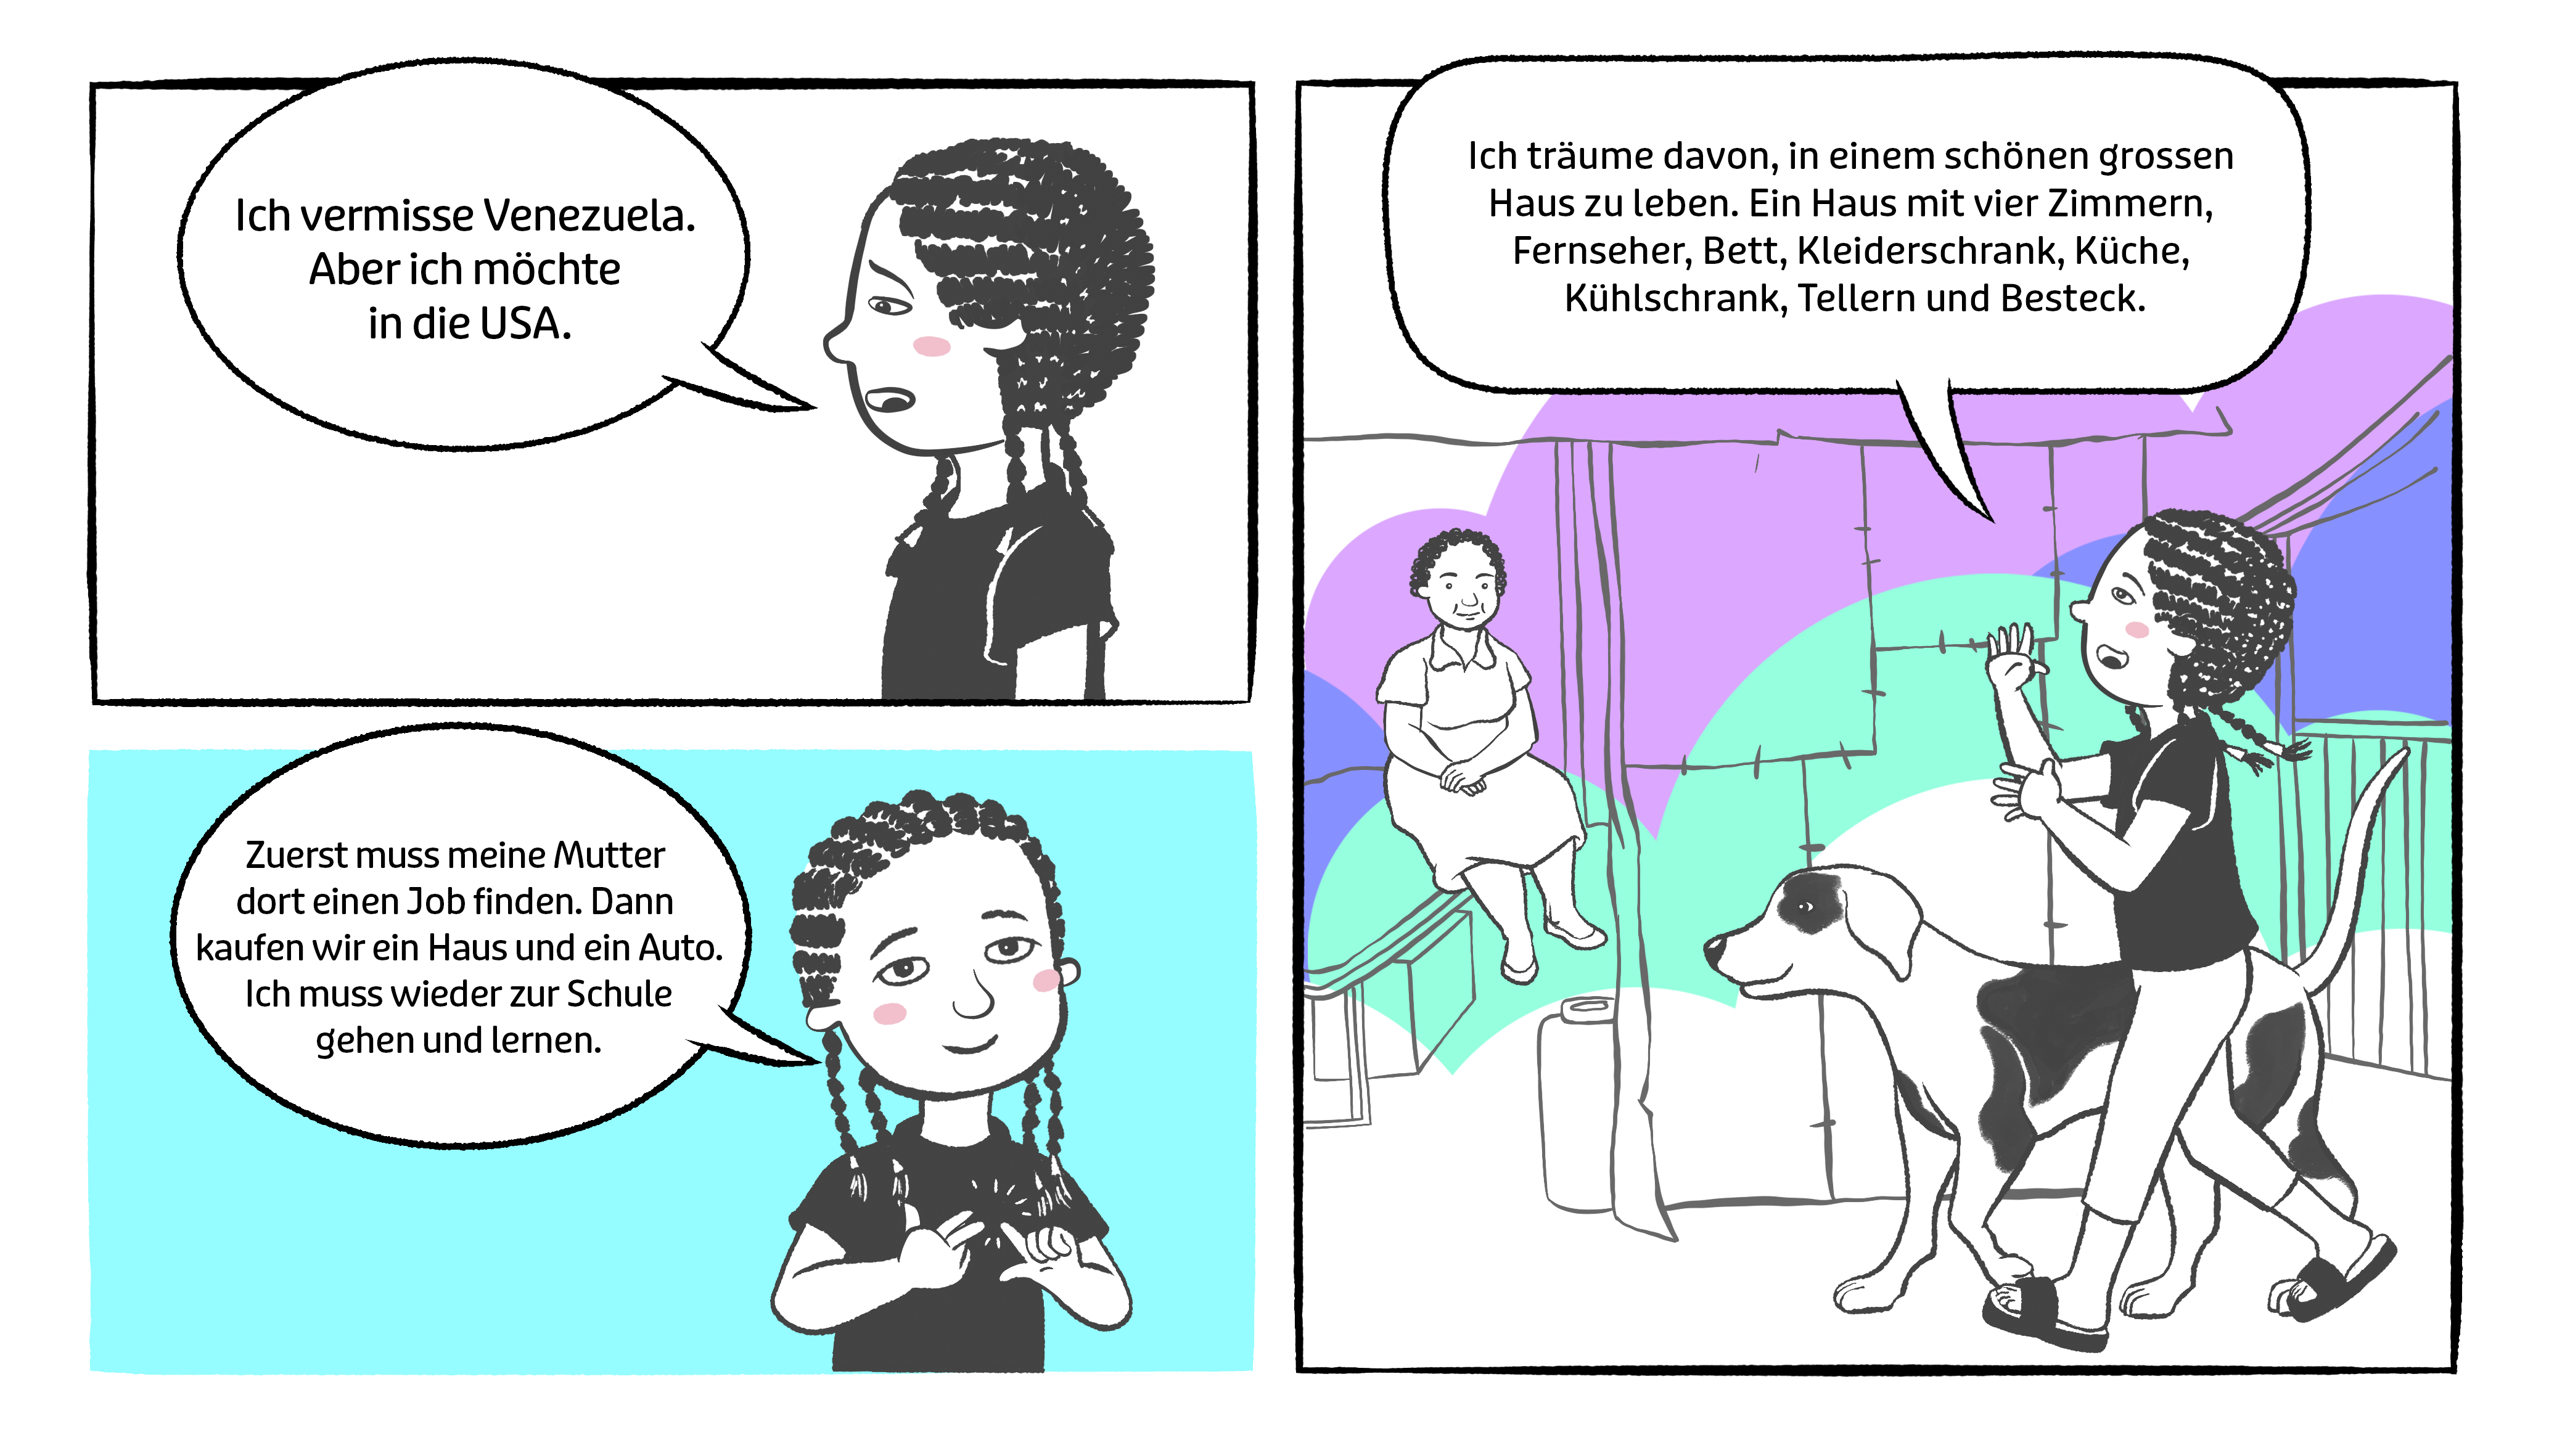 Ich vermisse Venezuela.
Aber ich möchte
in die USA.
Zuerst muss meine Mutter
dort einen Job finden. Dann
kaufen wir ein Haus und ein Auto.
Ich muss wieder zur Schule
gehen und lernen.
Ich träume davon, in einem schönen grossen
Haus zu leben. Ein Haus mit vier Zimmern,
Fernseher, Bett, Kleiderschrank, Küche,
Kühlschrank, Tellern und Besteck.